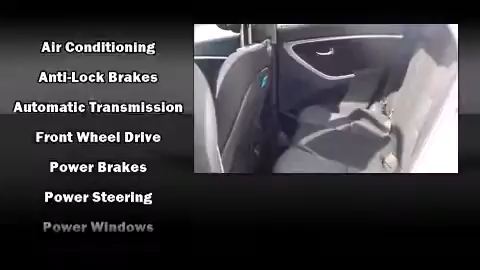 Air Conditioning
Anti-Lock Brakes
Automatic Transmission
Front Wheel Drive
Power Brakes
Power Steering
Power Windows